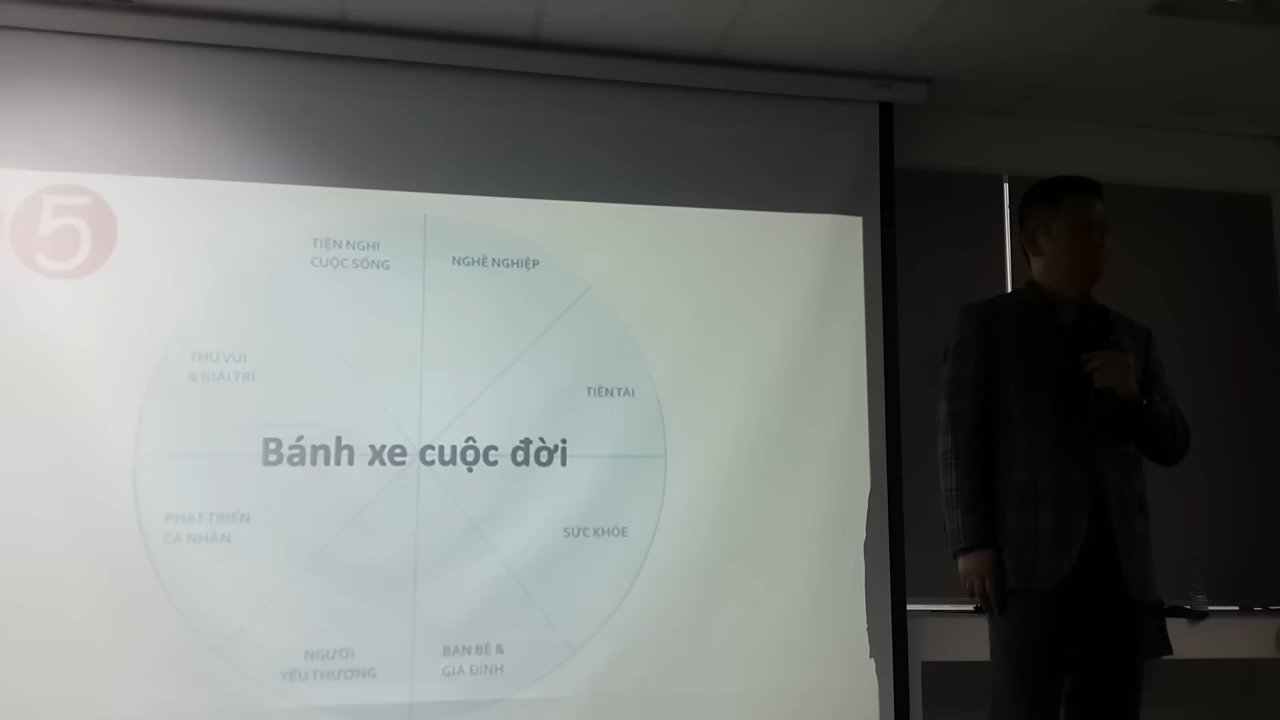 5
TIỆN NGHI
CUỘC SỐNG
NGHỀ NGHIỆP
THÚ VUI
& GIẢI TRÍ
TIỀN TÀI
Bánh xe cuộc đời
PHÁT TRIỂN
CÁ NHÂN
SỨC KHỎE
NGƯỜI
YÊU THƯƠNG
BẠN BÈ &
GIA ĐÌNH